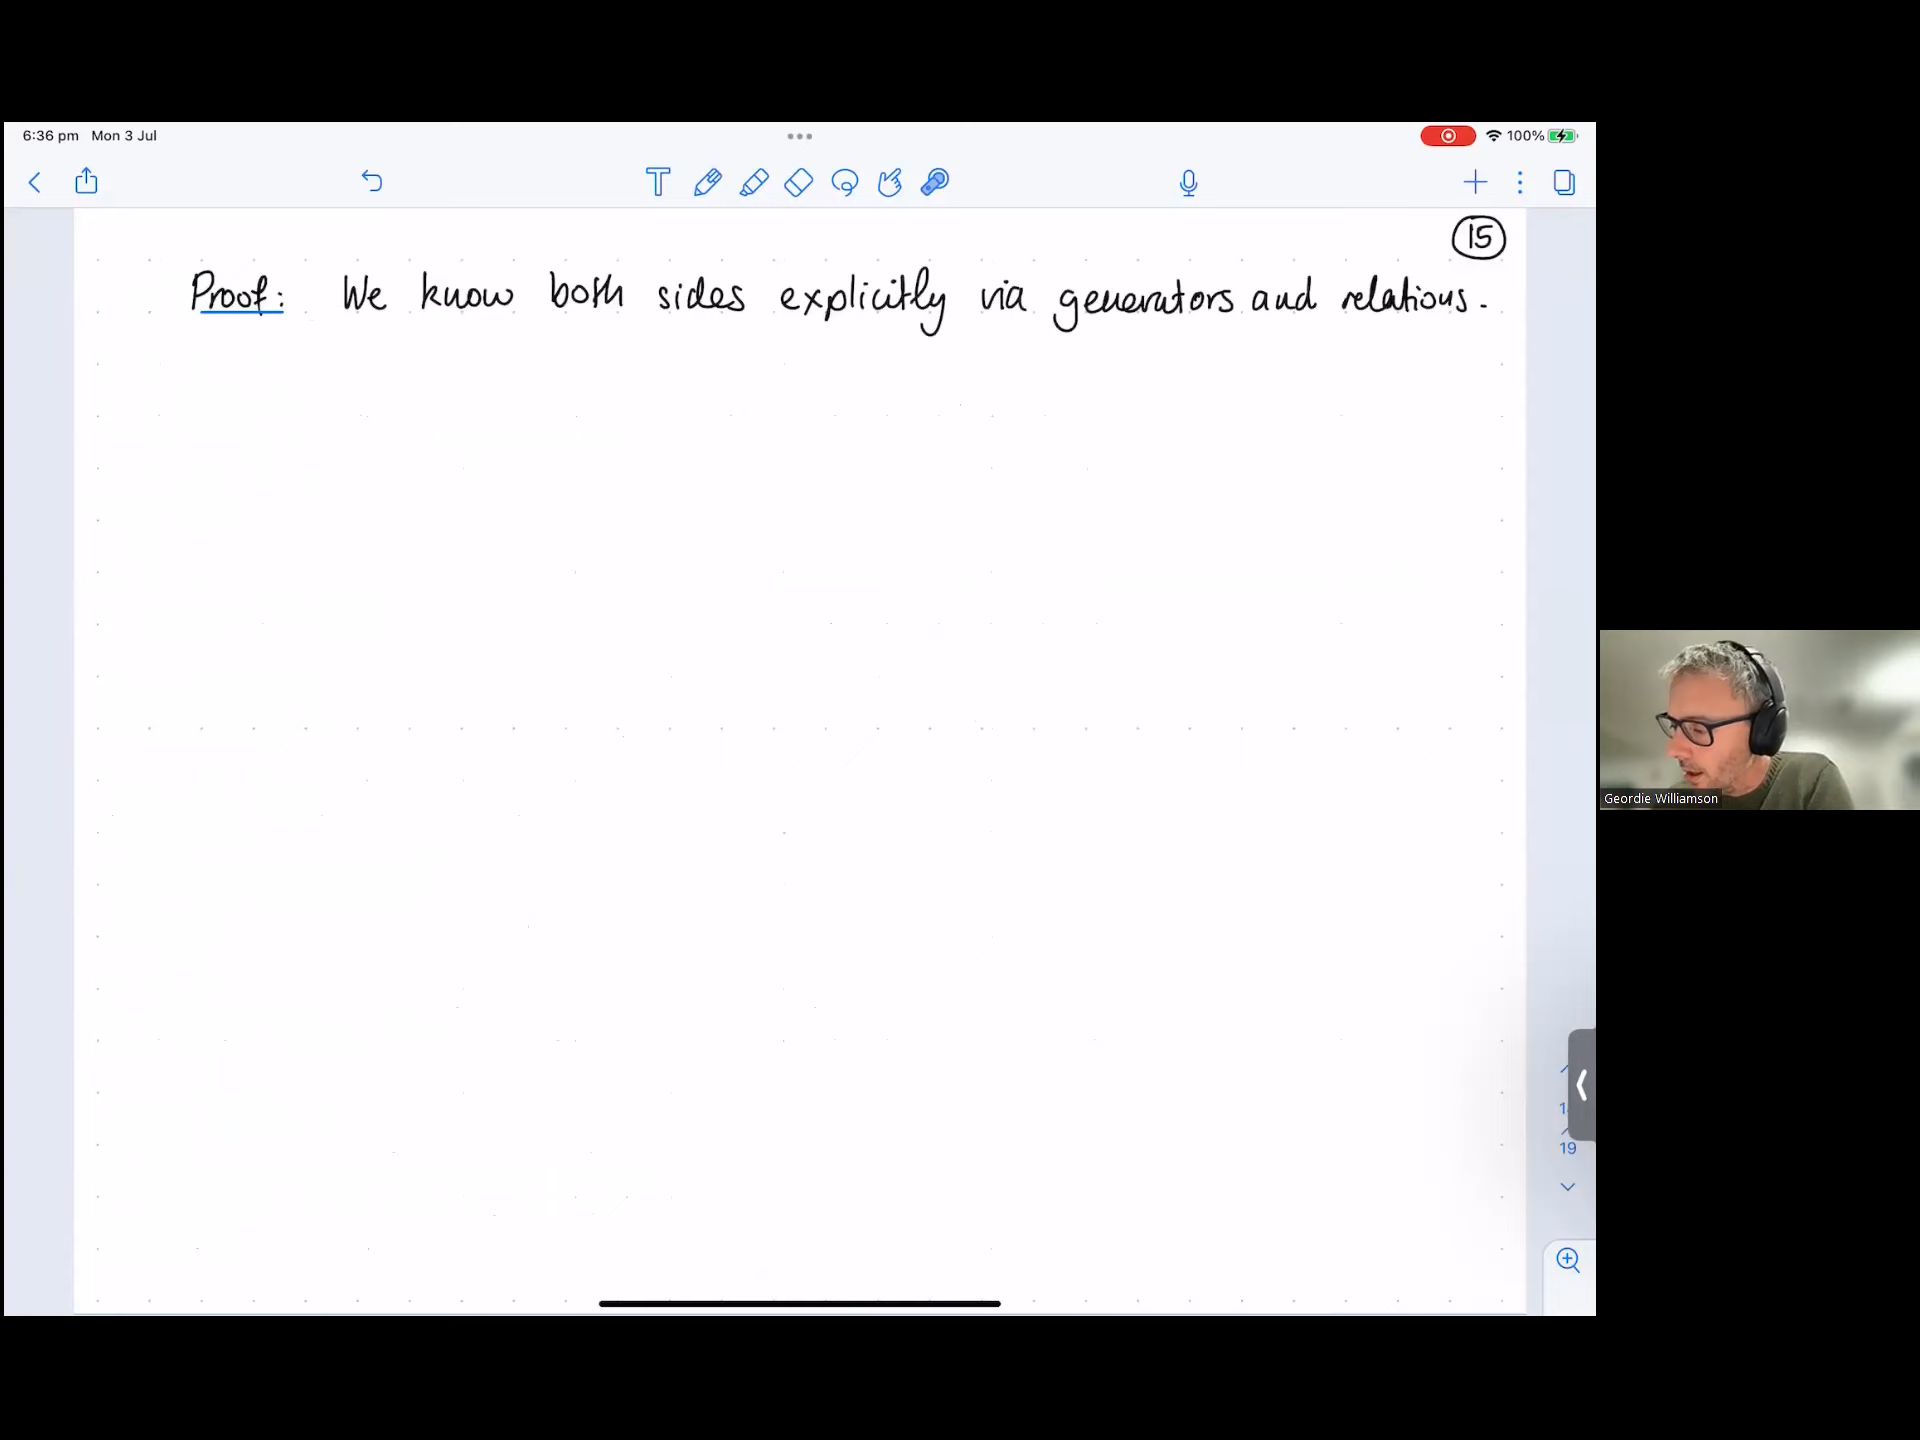 6:36 pm Mon 3 Jul
100%
15
Proof: We know both sides explicitly via generators and relations.
Geordie Williamson
19